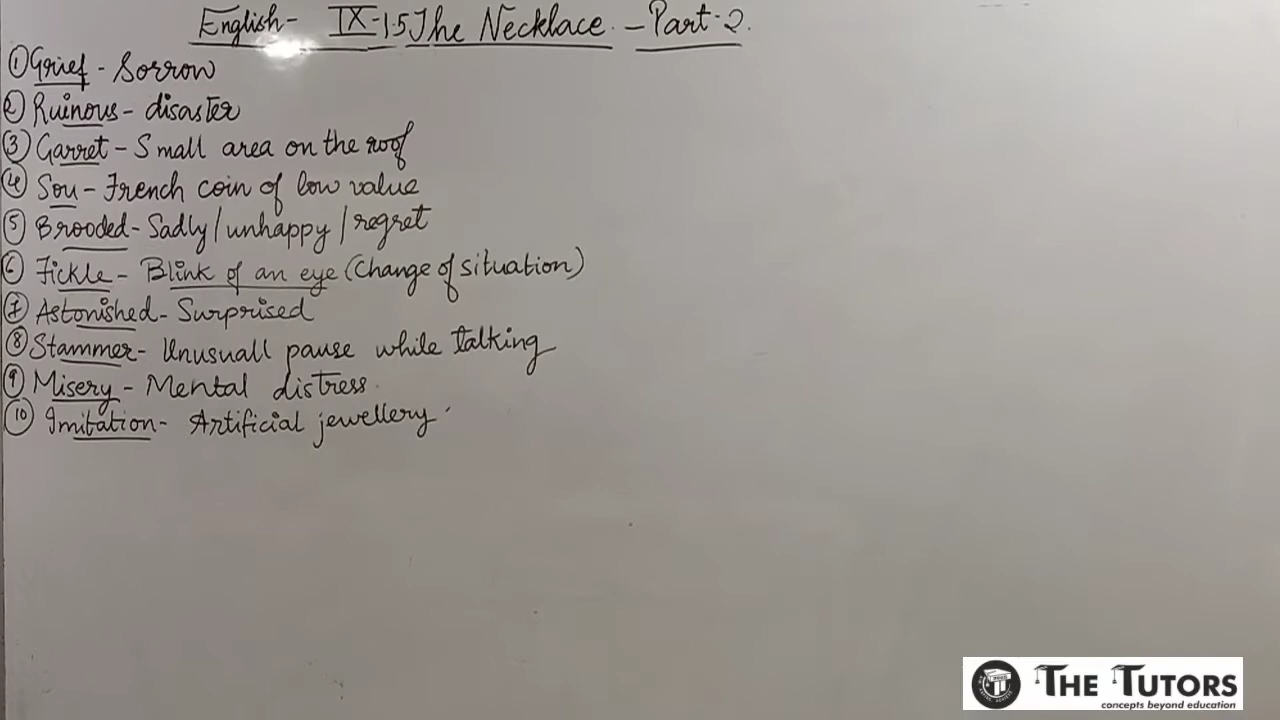 English- IX-1.5 The Necklace. - Part-2.
① Grief - Sorrow
② Ruinous - disaster
③ Garret - Small area on the roof
④ Sou - French coin of low value
⑤ Brooded - Sadly/unhappy/regret
⑥ Fickle - Blink of an eye (Change of situation)
⑦ Astonished - Surprised
⑧ Stammer - Unusuall pause while talking
⑨ Misery - Mental distress.
⑩ Imitation - Artificial jewellery.
THE TUTORS
concepts beyond education